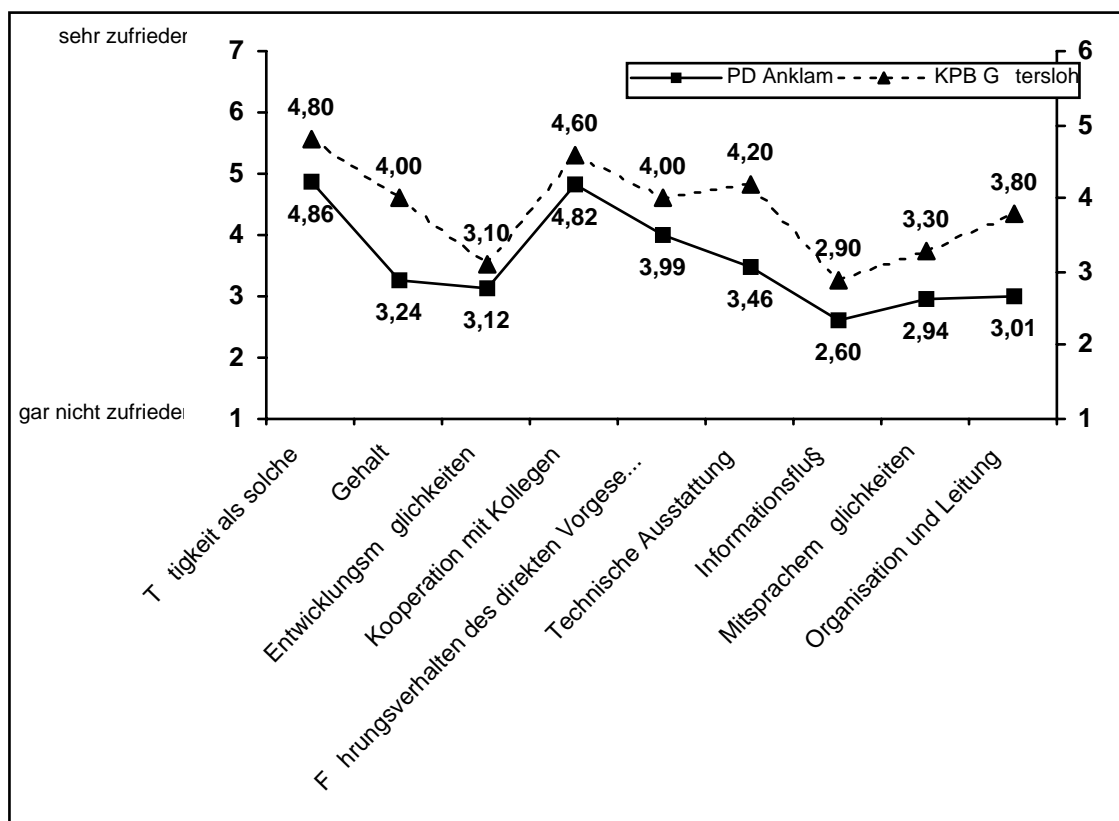 sehr zufrieden
7
6
PD Anklam
KPB G tersloh
6
5
4,80
4,60
4,00
4,00
4,20
5
4
3,80
4,86
4,82
3,10
3,30
4
2,90
3,99
3
3
3,24
3,12
3,46
2,94
3,01
2,60
2
2
gar nicht zufrieden
1
1
T tigkeit als solche
Gehalt
Entwicklungsm glichkeiten
Kooperation mit Kollegen
F hrungsverhalten des direkten Vorgese...
Technische Ausstattung
Informationsfluß
Mitsprachem glichkeiten
Organisation und Leitung